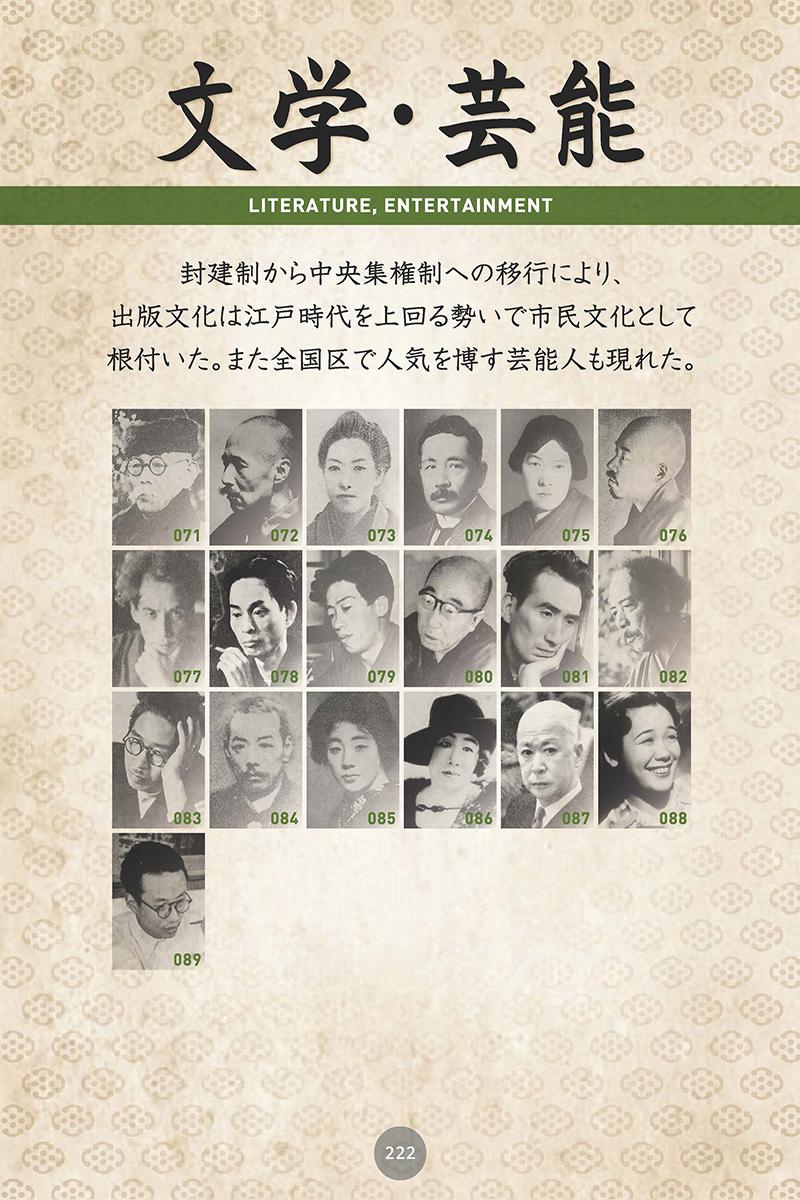 文学・芸能
LITERATURE, ENTERTAINMENT
封建制から中央集権制への移行により、
出版文化は江戸時代を上回る勢いで市民文化として
根付いた。また全国区で人気を博す芸能人も現れた。
071 072 073 074 075 076
077 078 079 080 081 082
083 084 085 086 087 088
089
222